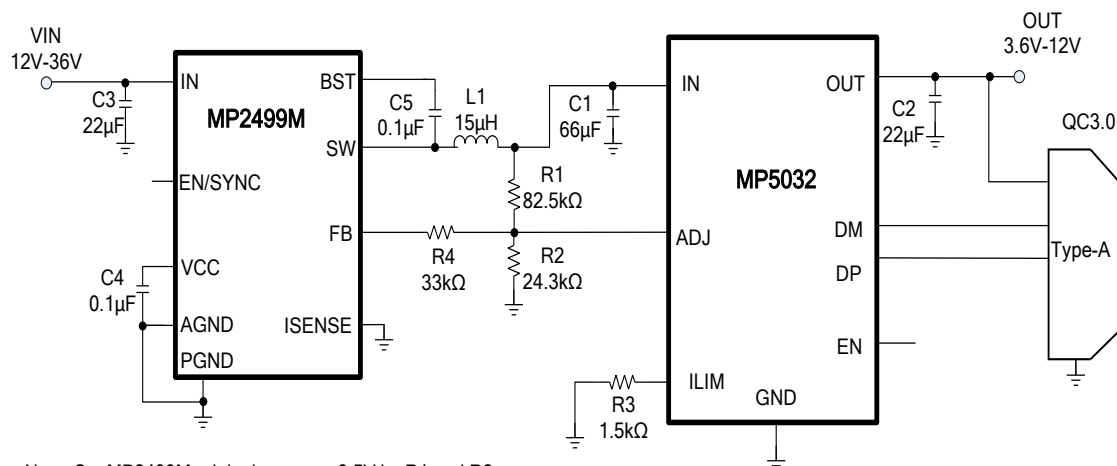 VIN
12V-36V
C3
22µF
IN
BST
MP2499M
SW
EN/SYNC
FB
VCC
AGND
ISENSE
PGND
C4
0.1µF
C5
0.1µF
L1
15µH
R1
82.5kΩ
R4
33kΩ
R2
24.3kΩ
C1
66µF
R3
1.5kΩ
IN
OUT
MP5032
ADJ
DM
DP
EN
ILIM
GND
C2
22µF
OUT
3.6V-12V
QC3.0
Type-A